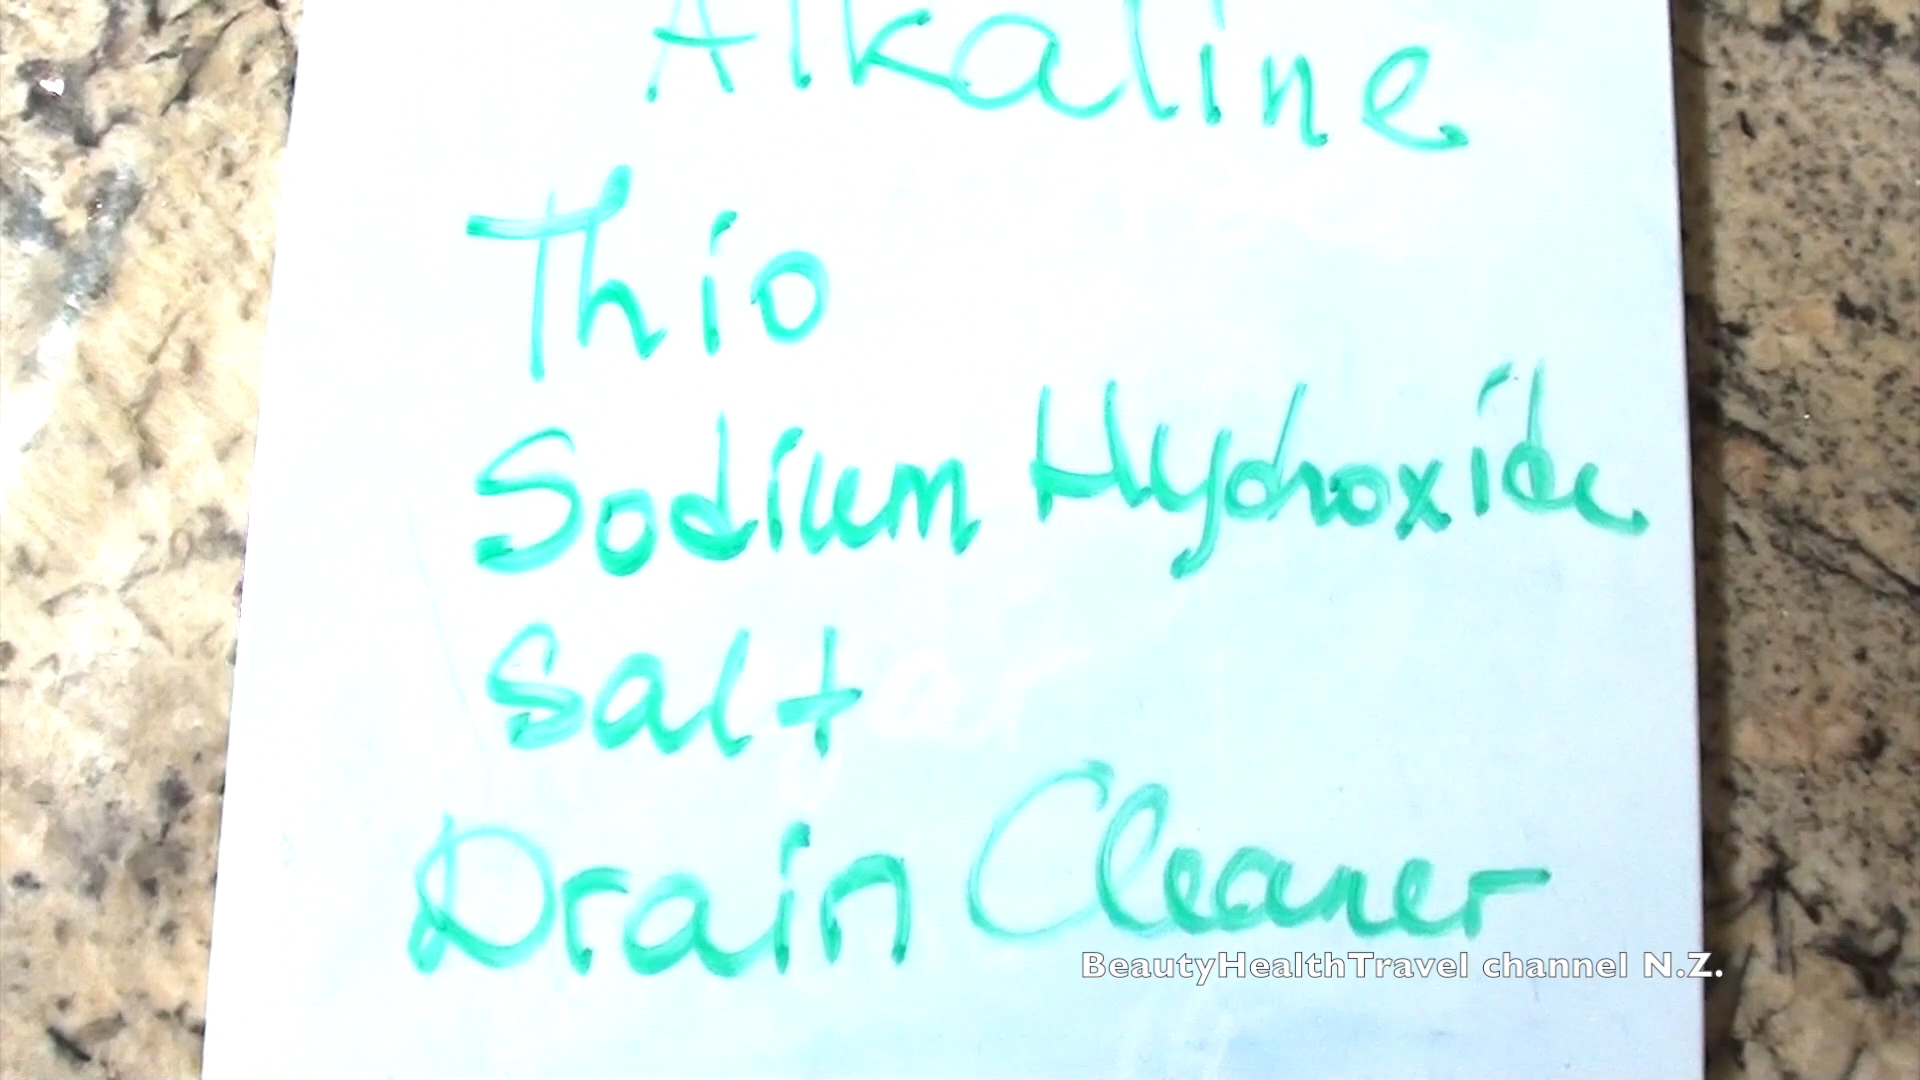 Alkaline
Thio
Sodium Hydroxide
Salt
Drain Cleaner
BeautyHealthTravel channel N.Z.